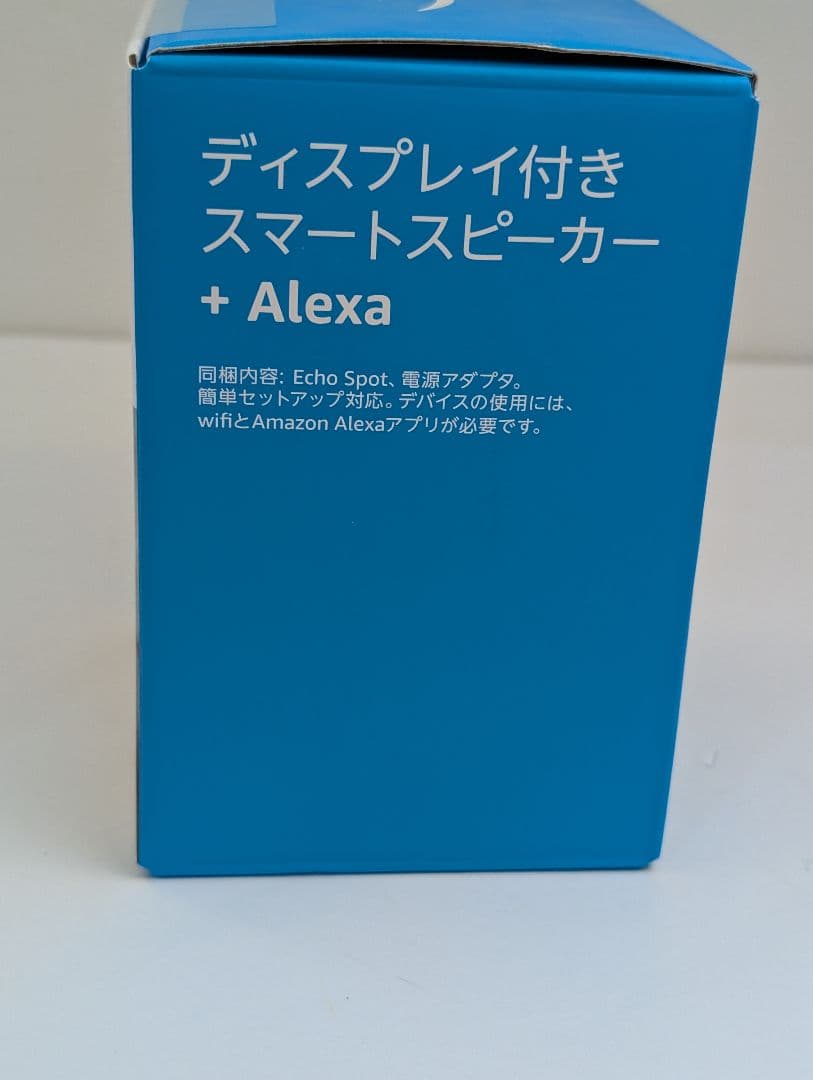 ディスプレイ付き
スマートスピーカー
+ Alexa
同梱内容: Echo Spot、電源アダプタ。
簡単セットアップ対応。デバイスの使用には、
wifiとAmazon Alexaアプリが必要です。